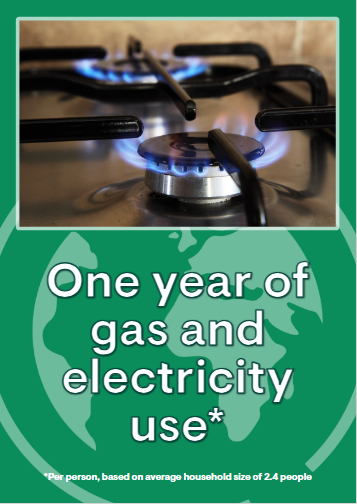 One year of
gas and
electricity
use*
*Per person, based on average household size of 2.4 people